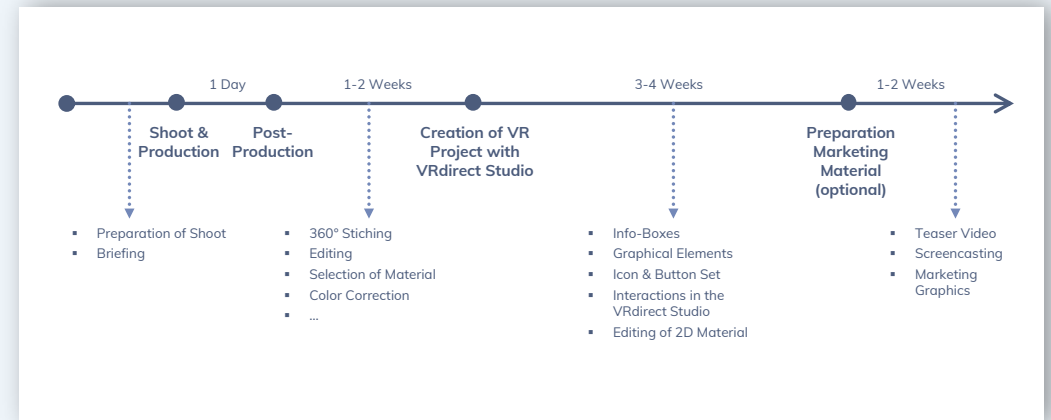 1 Day
1-2 Weeks
3-4 Weeks
1-2 Weeks
Shoot &
Production
Post-
Production
Creation of VR
Project with
VRdirect Studio
Preparation
Marketing
Material
(optional)
▪ Preparation of Shoot
▪ Briefing
▪ 360° Stiching
▪ Editing
▪ Selection of Material
▪ Color Correction
▪ ...
▪ Info-Boxes
▪ Graphical Elements
▪ Icon & Button Set
▪ Interactions in the
VRdirect Studio
▪ Editing of 2D Material
▪ Teaser Video
▪ Screencasting
▪ Marketing
Graphics